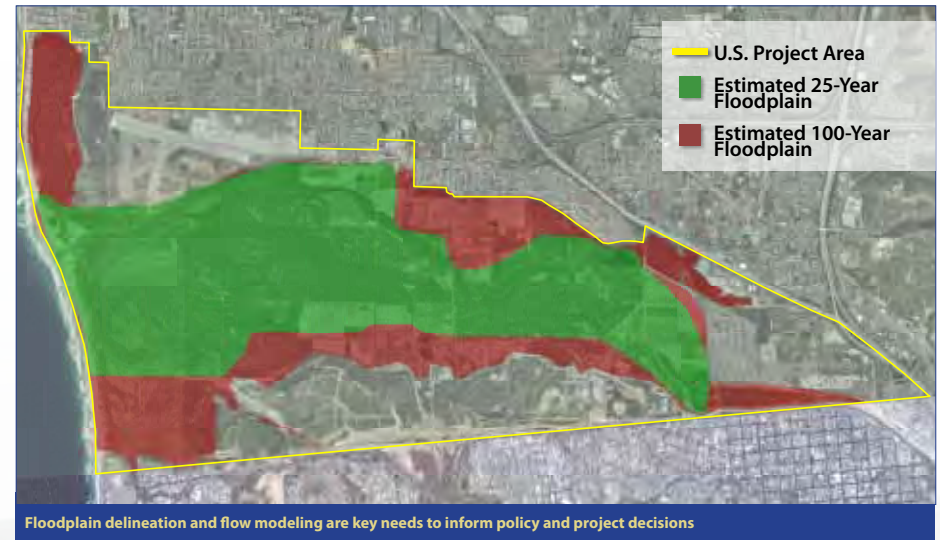 U.S. Project Area
Estimated 25-Year
Floodplain
Estimated 100-Year
Floodplain
Floodplain delineation and flow modeling are key needs to inform policy and project decisions